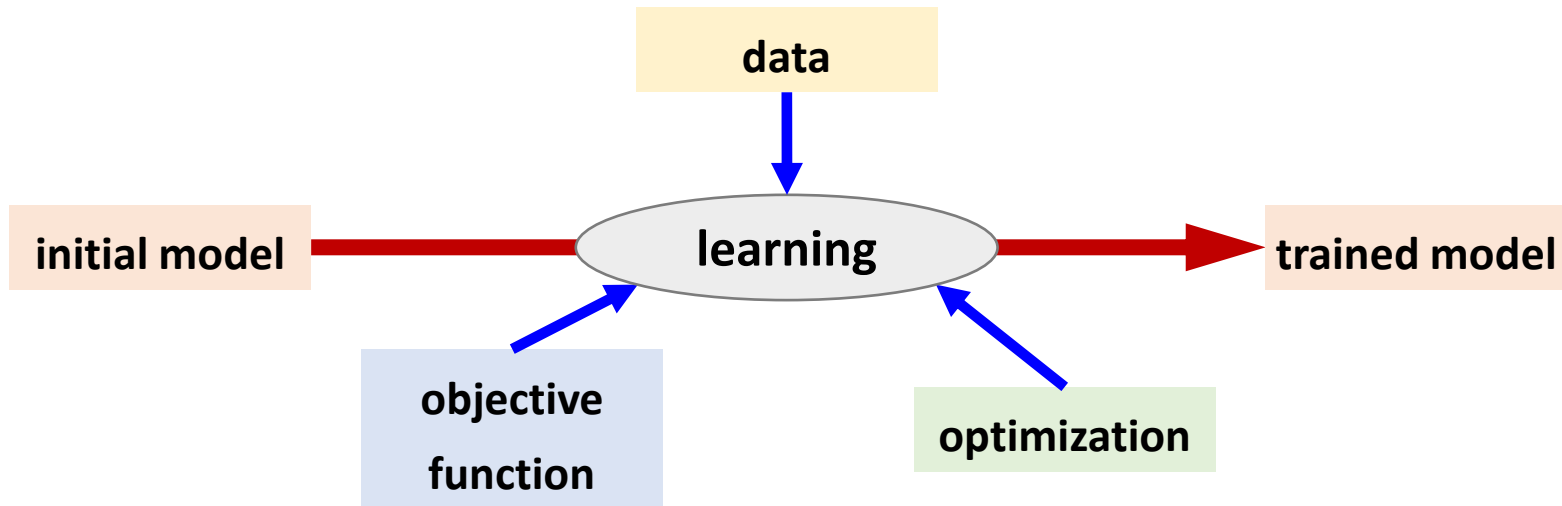 data
initial model
learning
trained model
objective
function
optimization